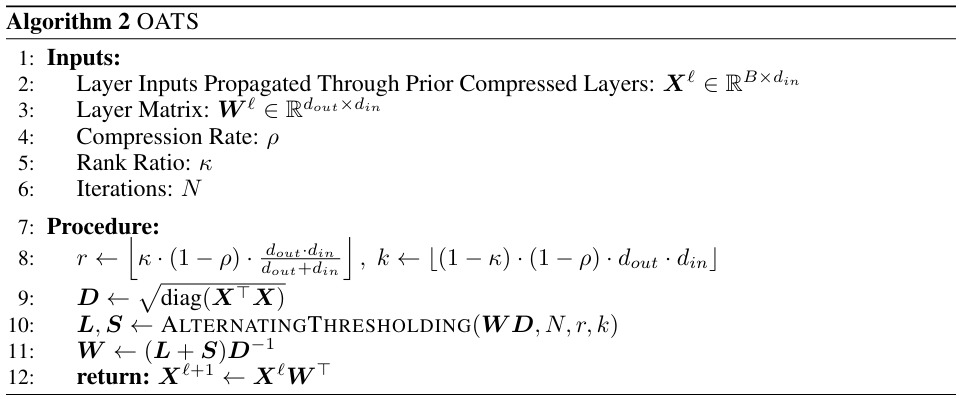 Algorithm 2 OATS
1: Inputs:
2: Layer Inputs Propagated Through Prior Compressed Layers: $\boldsymbol{X}^{\ell} \in \mathbb{R}^{B \times d_{in}}$
3: Layer Matrix: $\boldsymbol{W}^{\ell} \in \mathbb{R}^{d_{out} \times d_{in}}$
4: Compression Rate: $\rho$
5: Rank Ratio: $\kappa$
6: Iterations: $N$
7: Procedure:
8: $r \leftarrow \left\lfloor \kappa \cdot (1 - \rho) \cdot \frac{d_{out} \cdot d_{in}}{d_{out} + d_{in}} \right\rfloor , \; k \leftarrow \lfloor (1 - \kappa) \cdot (1 - \rho) \cdot d_{out} \cdot d_{in} \rfloor$
9: $\boldsymbol{D} \leftarrow \sqrt{\text{diag}(\boldsymbol{X}^{\top} \boldsymbol{X})}$
10: $\boldsymbol{L}, \boldsymbol{S} \leftarrow \text{ALTERNATINGTHRESHOLDING}(\boldsymbol{W}\boldsymbol{D}, N, r, k)$
11: $\boldsymbol{W} \leftarrow (\boldsymbol{L} + \boldsymbol{S})\boldsymbol{D}^{-1}$
12: return: $\boldsymbol{X}^{\ell+1} \leftarrow \boldsymbol{X}^{\ell} \boldsymbol{W}^{\top}$